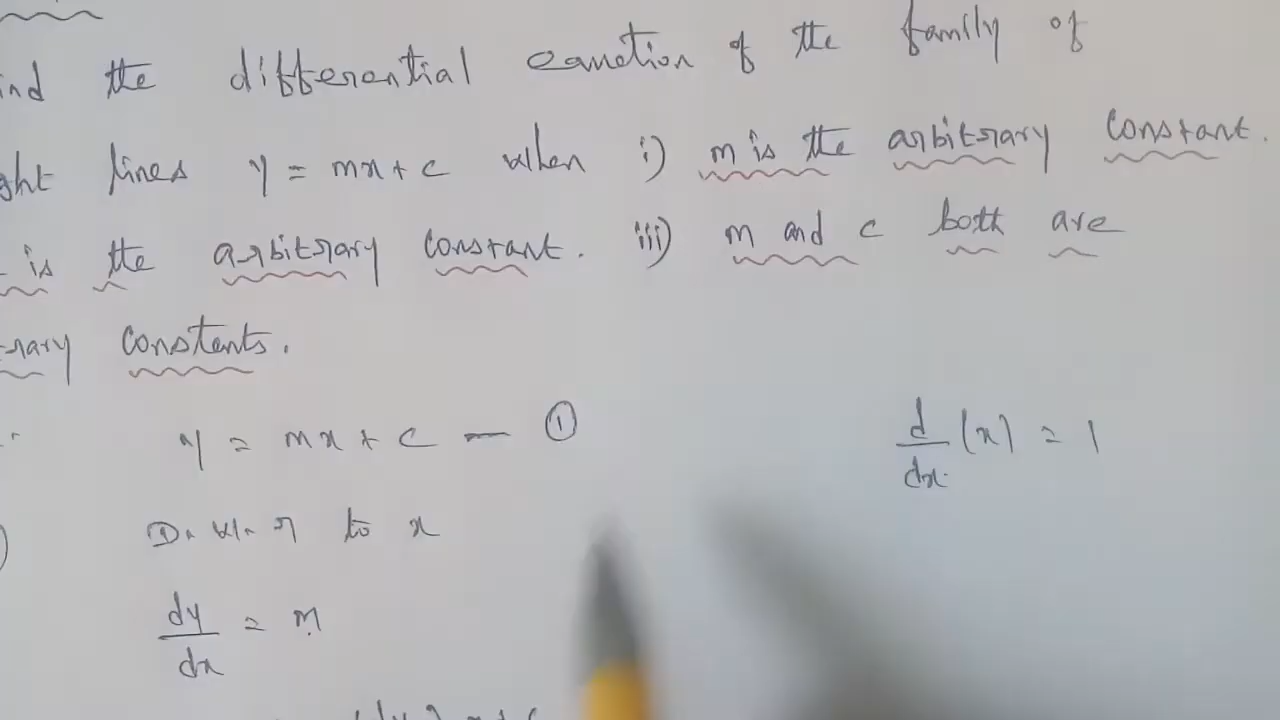 ind the differential equation of the family of
ght lines y = mx + c when i) m is the arbitrary constant.
is the arbitrary constant. iii) m and c both are
rary constants.
y = mx + c — ①
d/dx (x) = 1
D. w. r to x
dy/dx = m